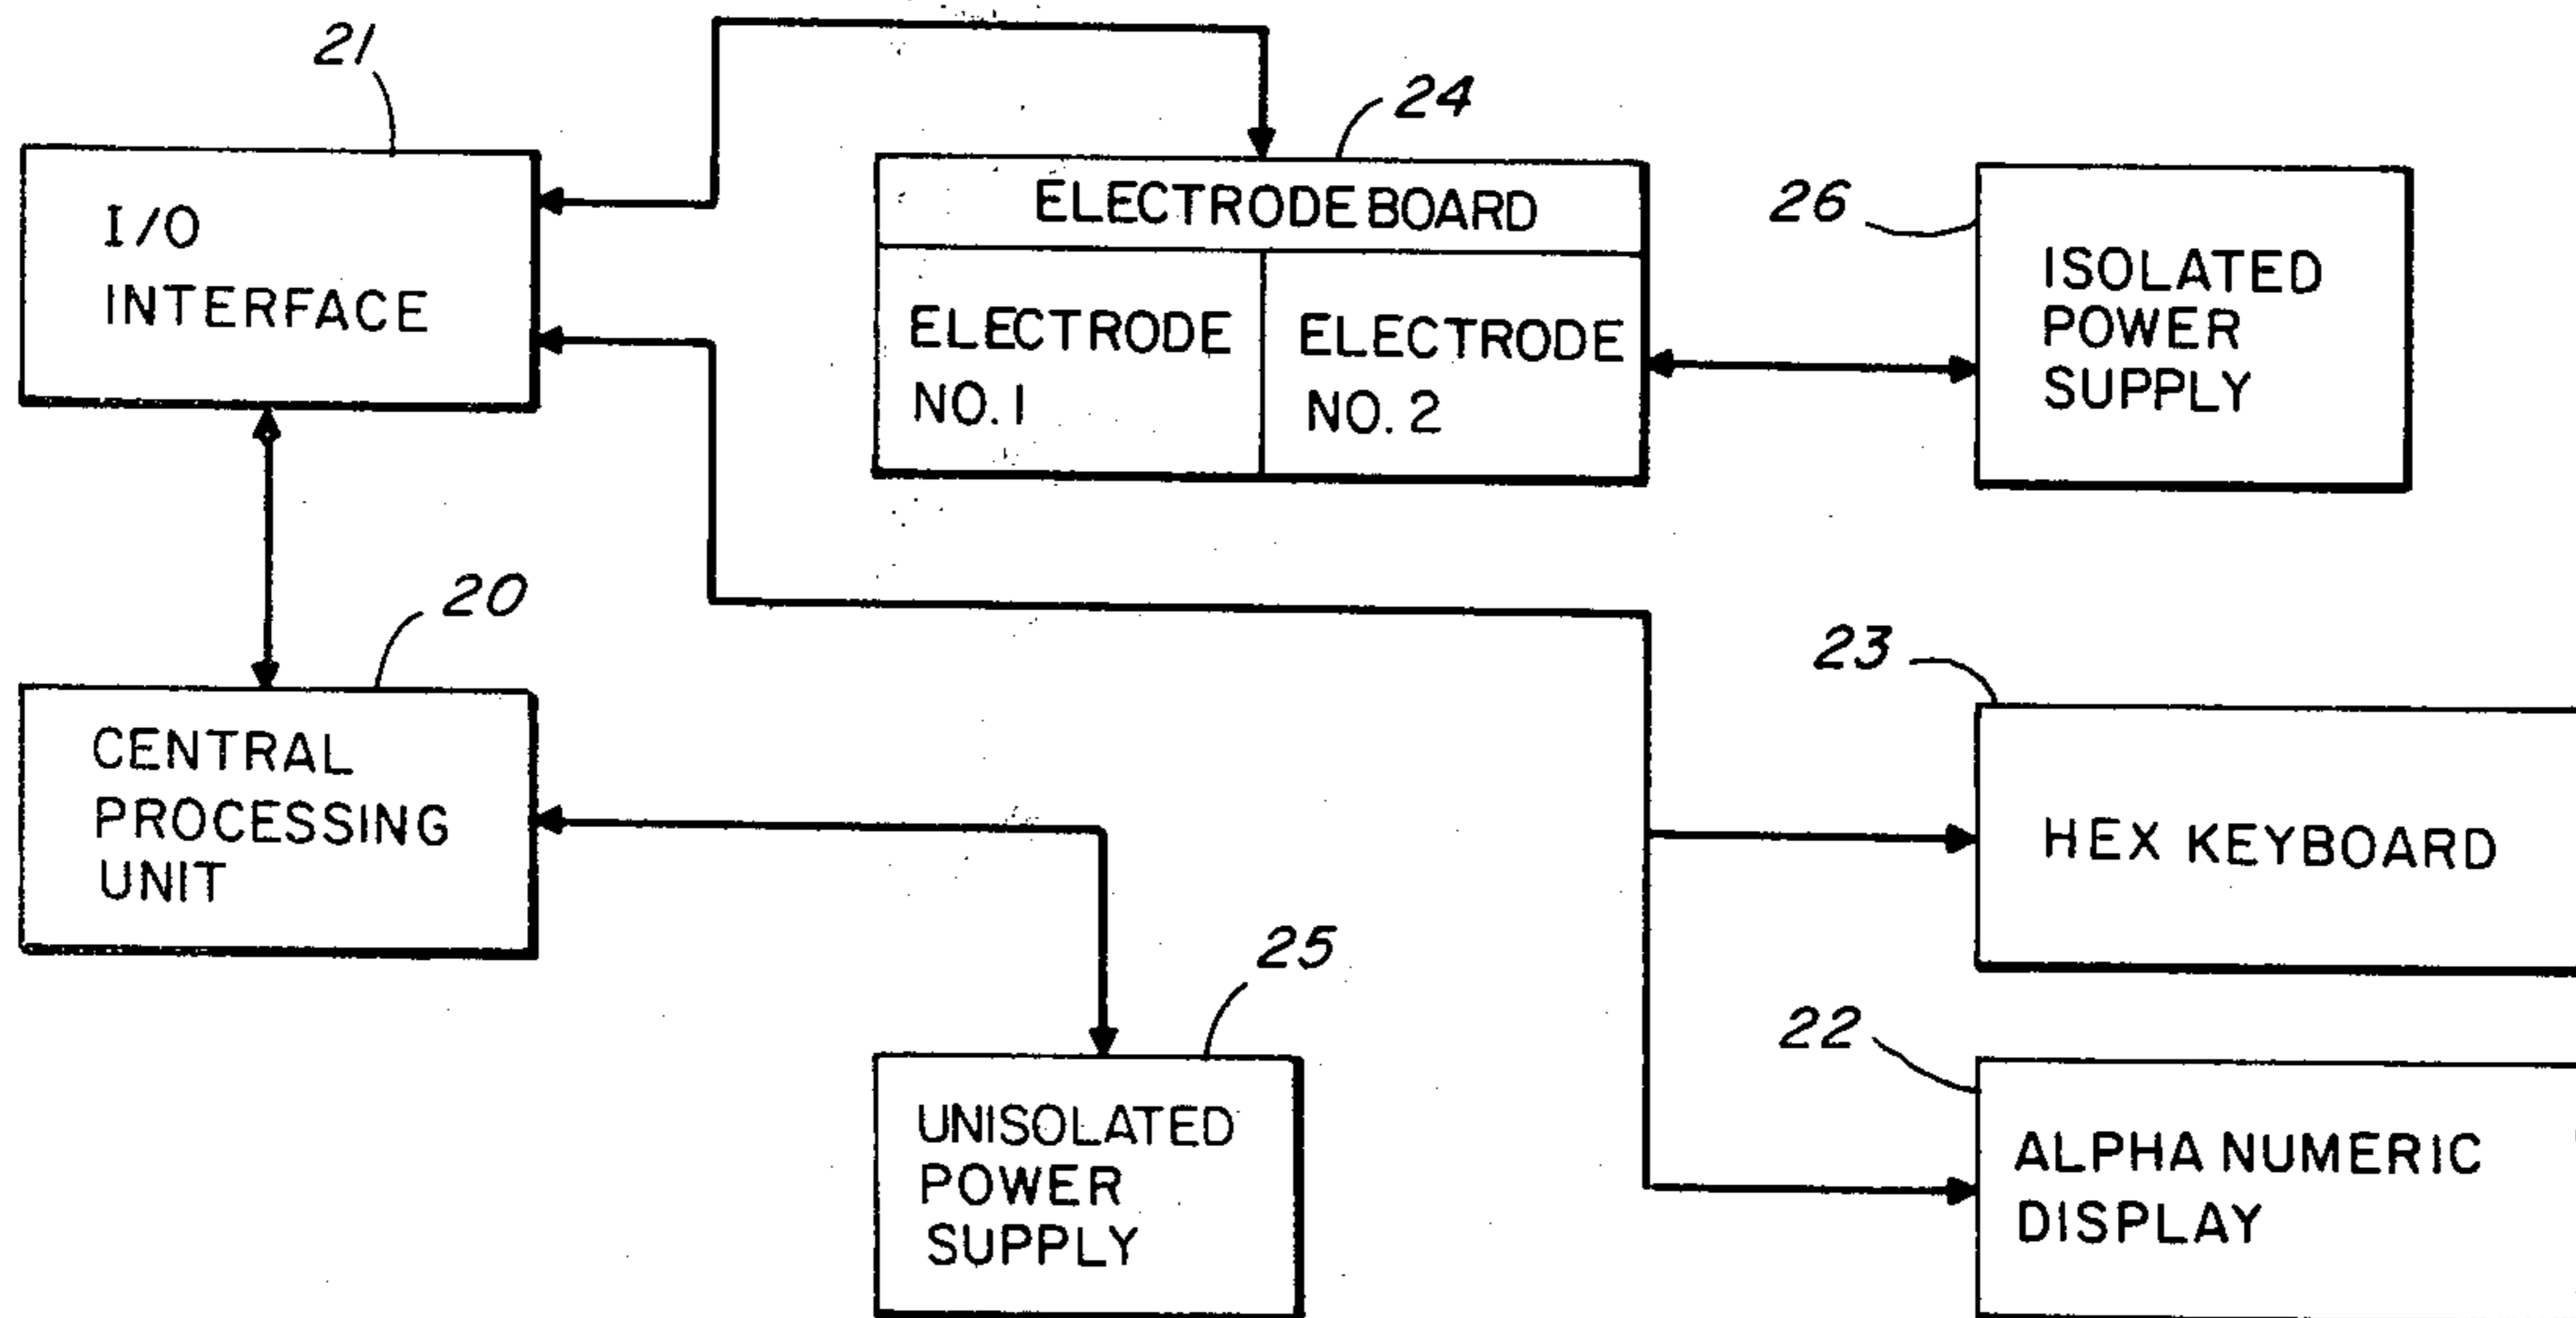 21
I/O
INTERFACE
24
ELECTRODE BOARD
ELECTRODE
NO. 1
ELECTRODE
NO. 2
26
ISOLATED
POWER
SUPPLY
20
CENTRAL
PROCESSING
UNIT
23
HEX KEYBOARD
25
UNISOLATED
POWER
SUPPLY
22
ALPHA NUMERIC
DISPLAY